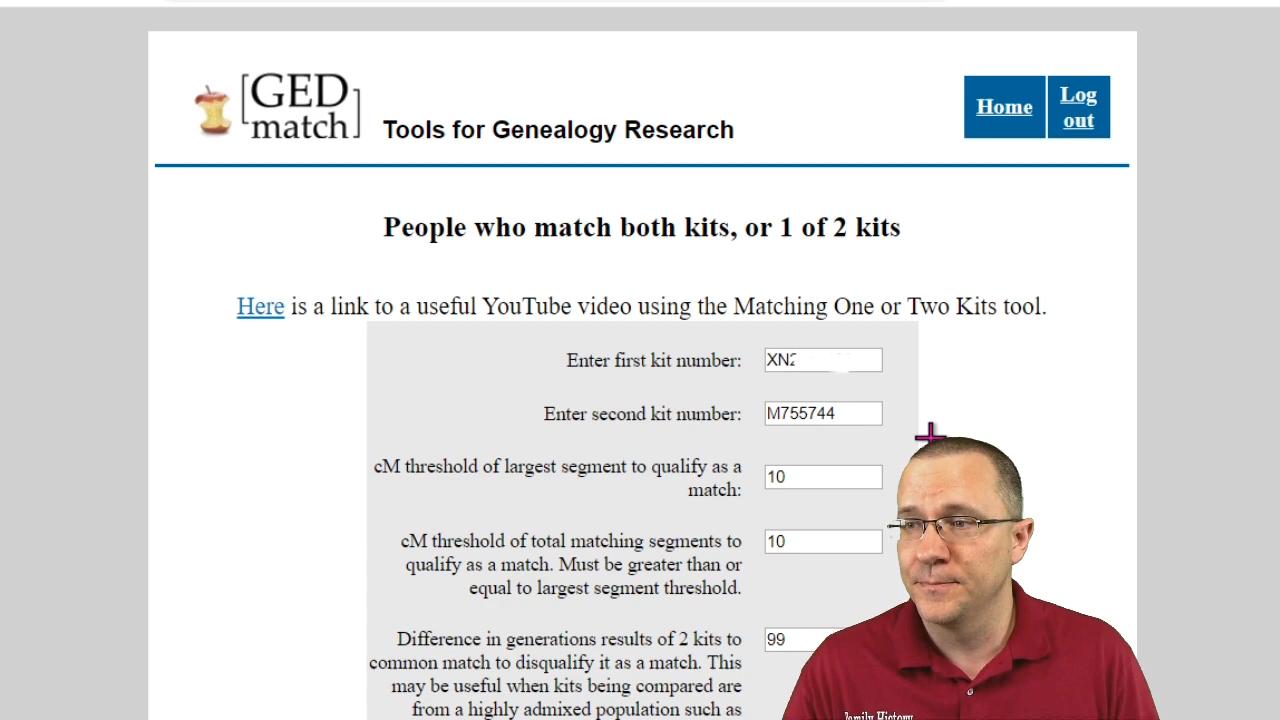 [GED match]
Tools for Genealogy Research
Home
Log out
People who match both kits, or 1 of 2 kits
Here is a link to a useful YouTube video using the Matching One or Two Kits tool.
Enter first kit number: XN2
Enter second kit number: M755744
cM threshold of largest segment to qualify as a
match: 10
cM threshold of total matching segments to
qualify as a match. Must be greater than or
equal to largest segment threshold. 10
Difference in generations results of 2 kits to
common match to disqualify it as a match. This
may be useful when kits being compared are
from a highly admixed population such as
99
Family History